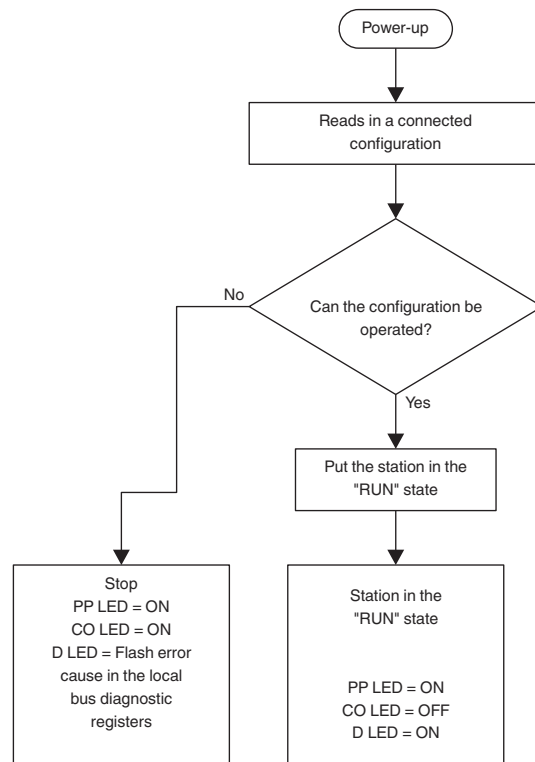 Power-up
Reads in a connected
configuration
No
Can the configuration be
operated?
Yes
Put the station in the
"RUN" state
Stop
PP LED = ON
CO LED = ON
D LED = Flash error
cause in the local
bus diagnostic
registers
Station in the
"RUN" state
PP LED = ON
CO LED = OFF
D LED = ON